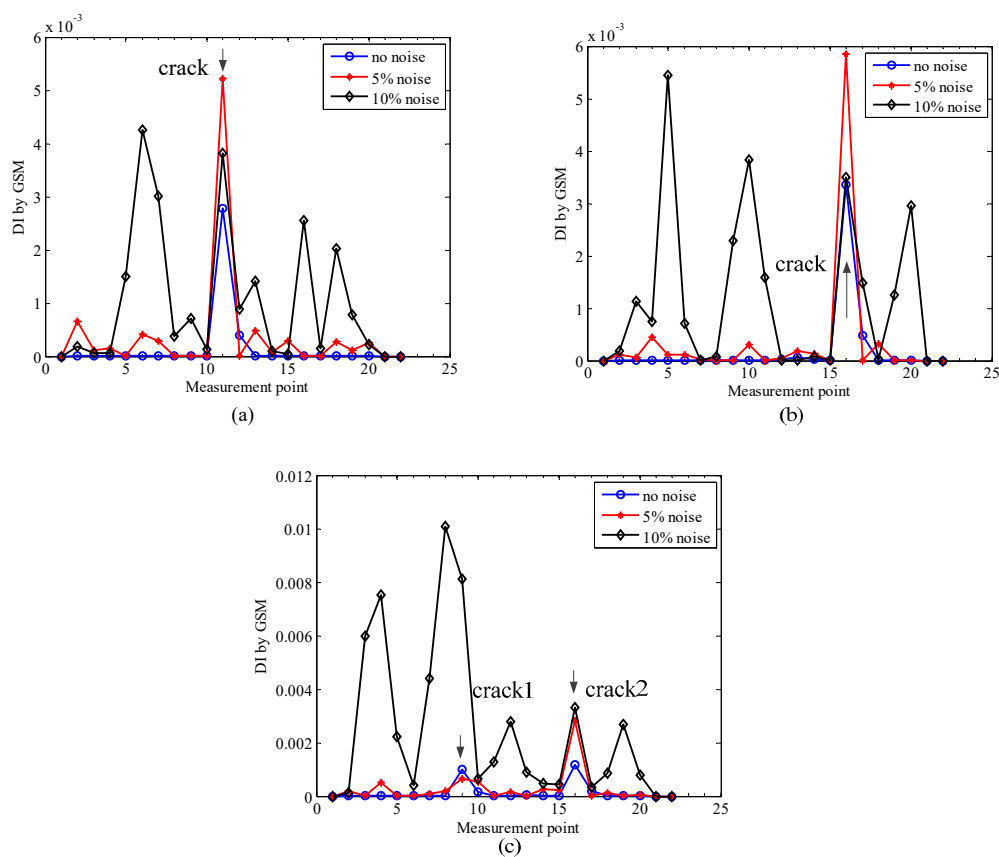 x 10⁻³
6
5
4
3
2
1
0
0 5 10 15 20 25
DI by GSM
Measurement point
crack
no noise
5% noise
10% noise
(a)
x 10⁻³
6
5
4
3
2
1
0
0 5 10 15 20 25
DI by GSM
Measurement point
crack
no noise
5% noise
10% noise
(b)
0.012
0.01
0.008
0.006
0.004
0.002
0
0 5 10 15 20 25
DI by GSM
Measurement point
crack1
crack2
no noise
5% noise
10% noise
(c)